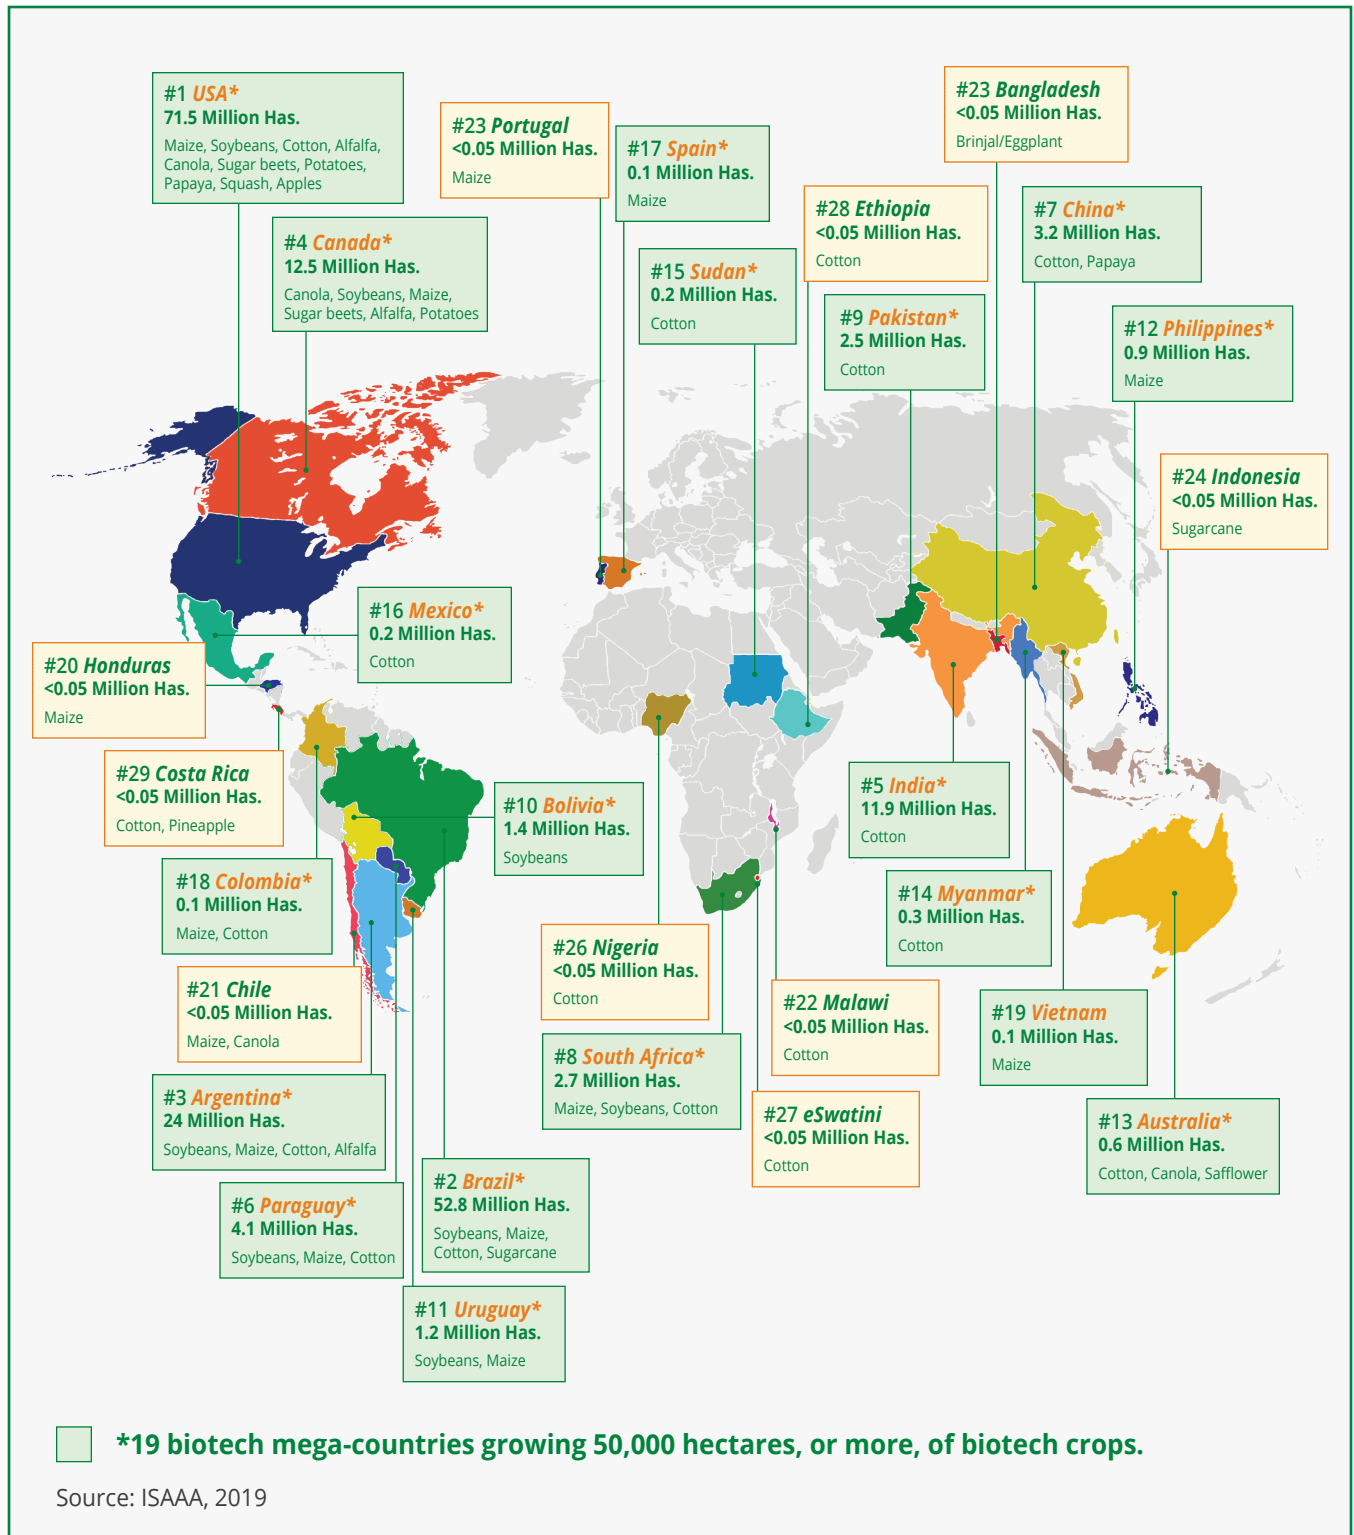 #1 USA*
71.5 Million Has.
Maize, Soybeans, Cotton, Alfalfa,
Canola, Sugar beets, Potatoes,
Papaya, Squash, Apples
#23 Portugal
<0.05 Million Has.
Maize
#17 Spain*
0.1 Million Has.
Maize
#23 Bangladesh
<0.05 Million Has.
Brinjal/Eggplant
#4 Canada*
12.5 Million Has.
Canola, Soybeans, Maize,
Sugar beets, Alfalfa, Potatoes
#15 Sudan*
0.2 Million Has.
Cotton
#28 Ethiopia
<0.05 Million Has.
Cotton
#7 China*
3.2 Million Has.
Cotton, Papaya
#9 Pakistan*
2.5 Million Has.
Cotton
#12 Philippines*
0.9 Million Has.
Maize
#24 Indonesia
<0.05 Million Has.
Sugarcane
#16 Mexico*
0.2 Million Has.
Cotton
#20 Honduras
<0.05 Million Has.
Maize
#29 Costa Rica
<0.05 Million Has.
Cotton, Pineapple
#10 Bolivia*
1.4 Million Has.
Soybeans
#5 India*
11.9 Million Has.
Cotton
#18 Colombia*
0.1 Million Has.
Maize, Cotton
#14 Myanmar*
0.3 Million Has.
Cotton
#26 Nigeria
<0.05 Million Has.
Cotton
#21 Chile
<0.05 Million Has.
Maize, Canola
#22 Malawi
<0.05 Million Has.
Cotton
#19 Vietnam
0.1 Million Has.
Maize
#8 South Africa*
2.7 Million Has.
Maize, Soybeans, Cotton
#3 Argentina*
24 Million Has.
Soybeans, Maize, Cotton, Alfalfa
#27 eSwatini
<0.05 Million Has.
Cotton
#13 Australia*
0.6 Million Has.
Cotton, Canola, Safflower
#2 Brazil*
52.8 Million Has.
Soybeans, Maize,
Cotton, Sugarcane
#6 Paraguay*
4.1 Million Has.
Soybeans, Maize, Cotton
#11 Uruguay*
1.2 Million Has.
Soybeans, Maize
*19 biotech mega-countries growing 50,000 hectares, or more, of biotech crops.
Source: ISAAA, 2019